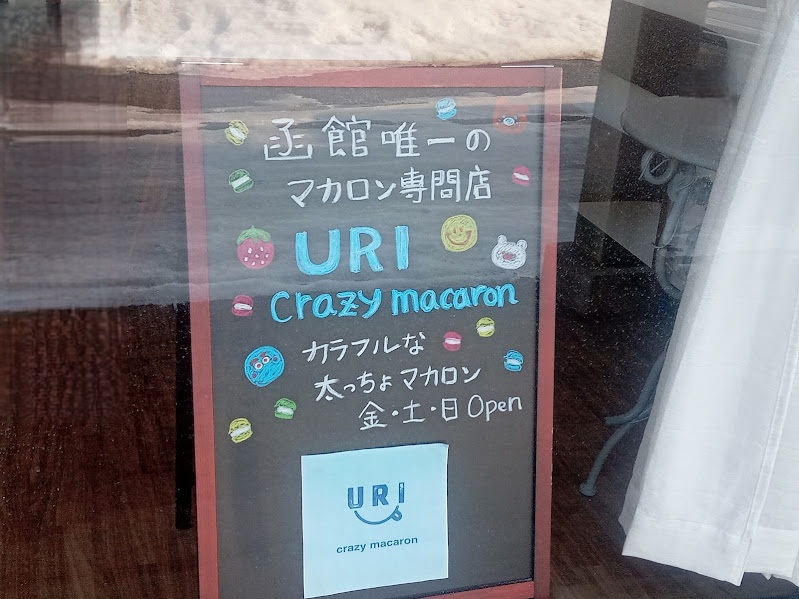 函館唯一の
マカロン専門店
URI
crazy macaron
カラフルな
太っちょマカロン
金・土・日 Open
URI
crazy macaron